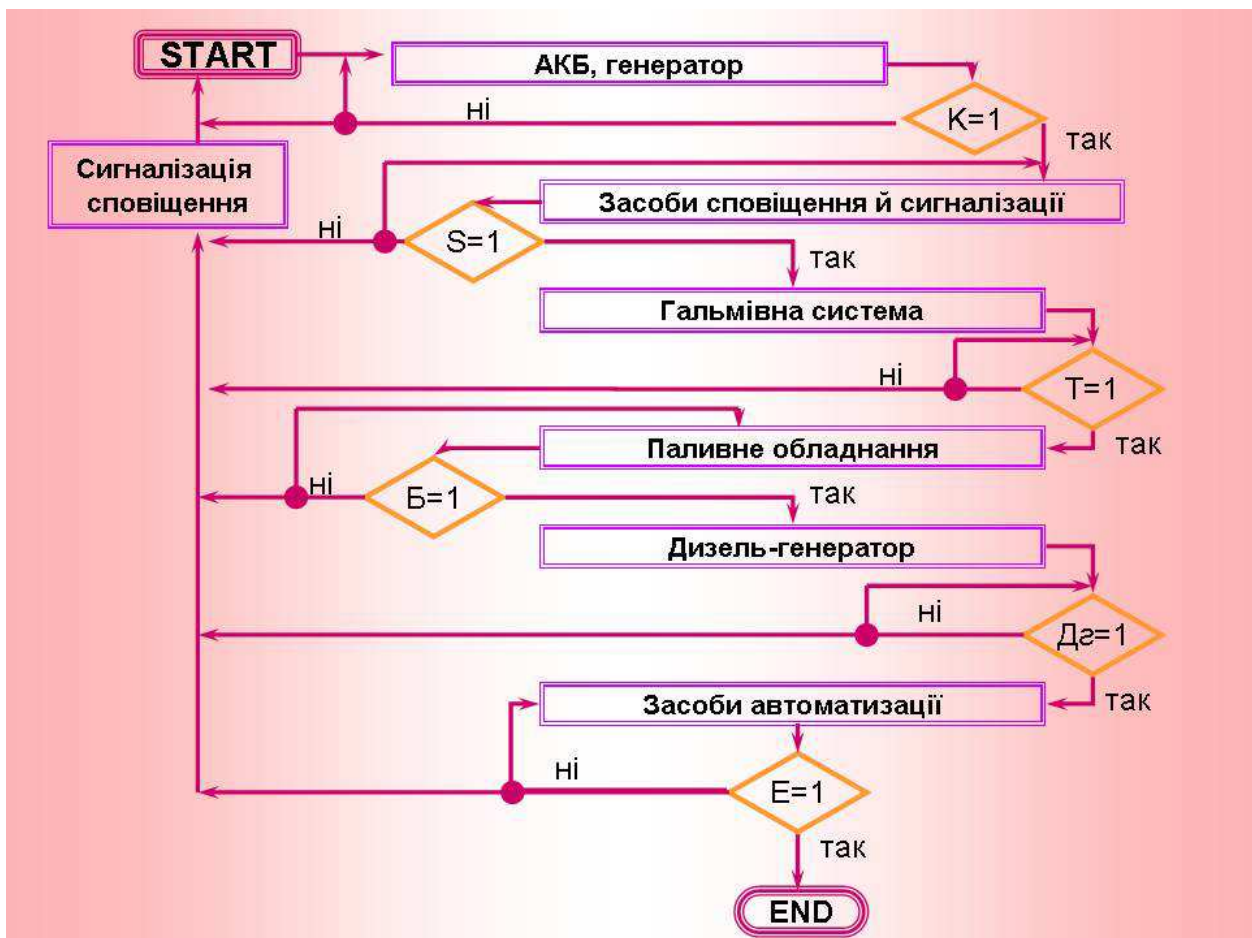 START
АКБ, генератор
ні
K=1
так
Сигналізація
сповіщення
Засоби сповіщення й сигналізації
ні
S=1
так
Гальмівна система
ні
T=1
так
Паливне обладнання
ні
Б=1
так
Дизель-генератор
ні
Дг=1
так
Засоби автоматизації
ні
E=1
так
END